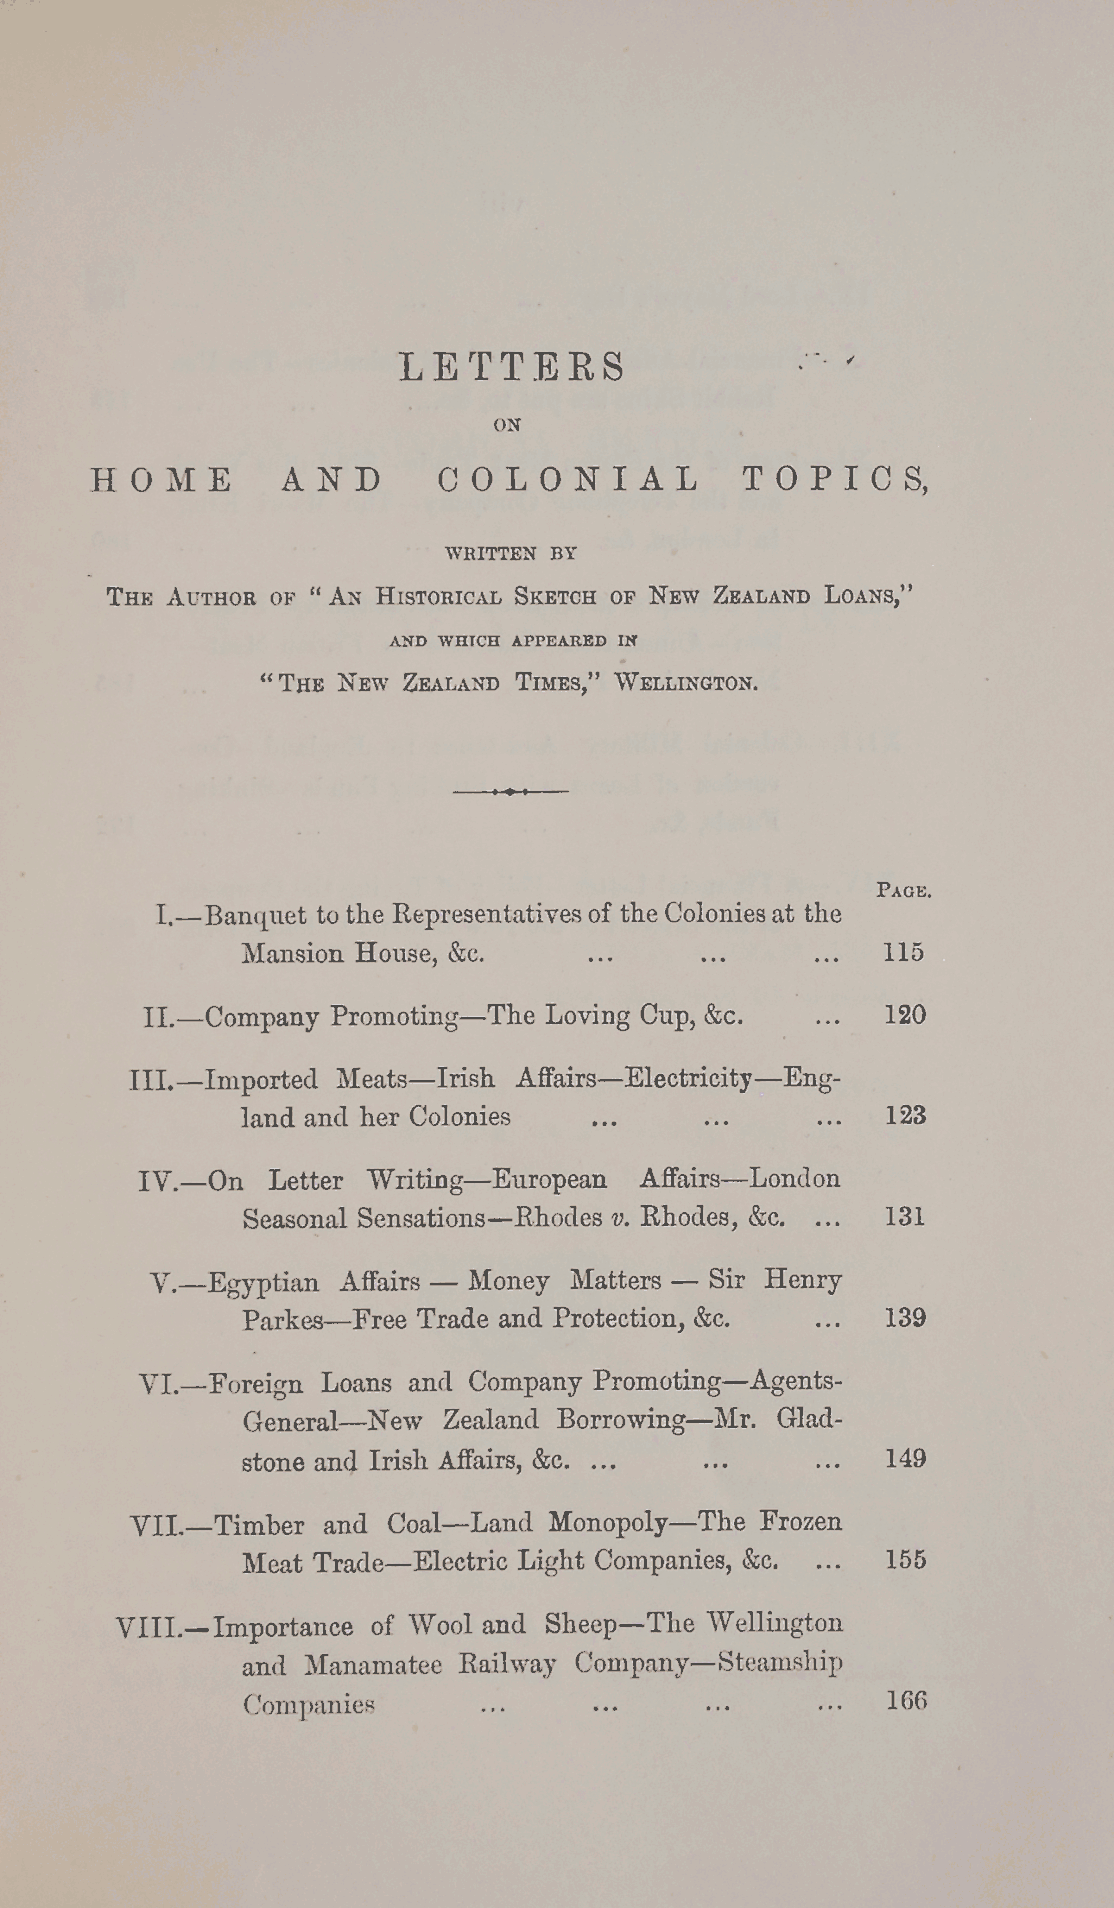 LETTERS
ON
HOME AND COLONIAL TOPICS,
WRITTEN BY
THE AUTHOR OF "AN HISTORICAL SKETCH OF NEW ZEALAND LOANS,"
AND WHICH APPEARED IN
"THE NEW ZEALAND TIMES," WELLINGTON.
PAGE.
I.—Banquet to the Representatives of the Colonies at the
Mansion House, &c. ... ... ... 115
II.—Company Promoting—The Loving Cup, &c. ... 120
III.—Imported Meats—Irish Affairs—Electricity—Eng-
land and her Colonies ... ... ... 123
IV.—On Letter Writing—European Affairs—London
Seasonal Sensations—Rhodes v. Rhodes, &c. ... 131
V.—Egyptian Affairs — Money Matters — Sir Henry
Parkes—Free Trade and Protection, &c. ... 139
VI.—Foreign Loans and Company Promoting—Agents-
General—New Zealand Borrowing—Mr. Glad-
stone and Irish Affairs, &c. ... ... ... 149
VII.—Timber and Coal—Land Monopoly—The Frozen
Meat Trade—Electric Light Companies, &c. ... 155
VIII.—Importance of Wool and Sheep—The Wellington
and Manamatee Railway Company—Steamship
Companies ... ... ... ... 166